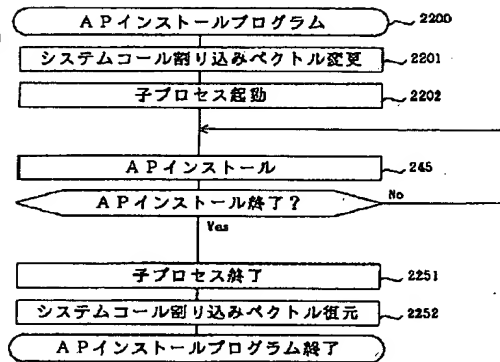 APインストールプログラム 2200
システムコール割り込みベクトル変更 2201
子プロセス起動 2202
APインストール 245
APインストール終了? No
Yes
子プロセス終了 2251
システムコール割り込みベクトル復元 2252
APインストールプログラム終了